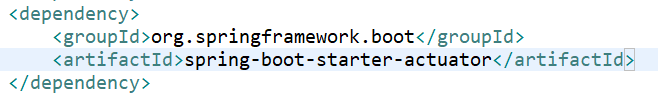 <dependency>
<groupId>org.springframework.boot</groupId>
<artifactId>spring-boot-starter-actuator</artifactId>
</dependency>